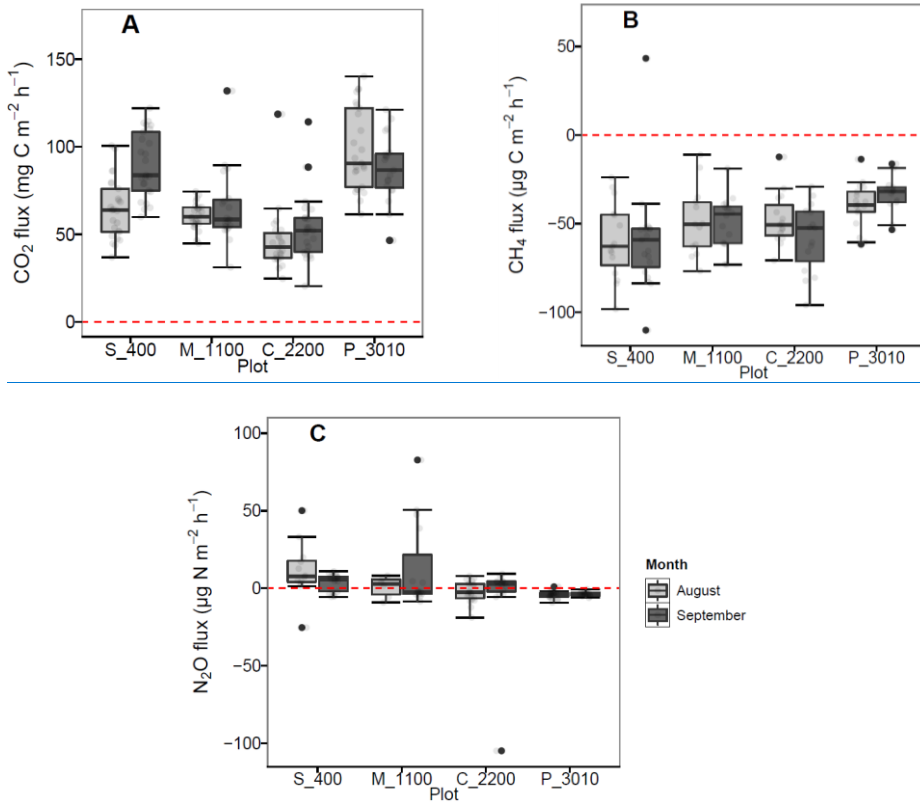 A
CO₂ flux (mg C m⁻² h⁻¹)
150
100
50
0
S_400 M_1100 C_2200 P_3010
Plot
B
CH₄ flux (µg C m⁻² h⁻¹)
50
0
−50
−100
S_400 M_1100 C_2200 P_3010
Plot
C
N₂O flux (µg N m⁻² h⁻¹)
100
50
0
−50
−100
S_400 M_1100 C_2200 P_3010
Plot
Month
August
September